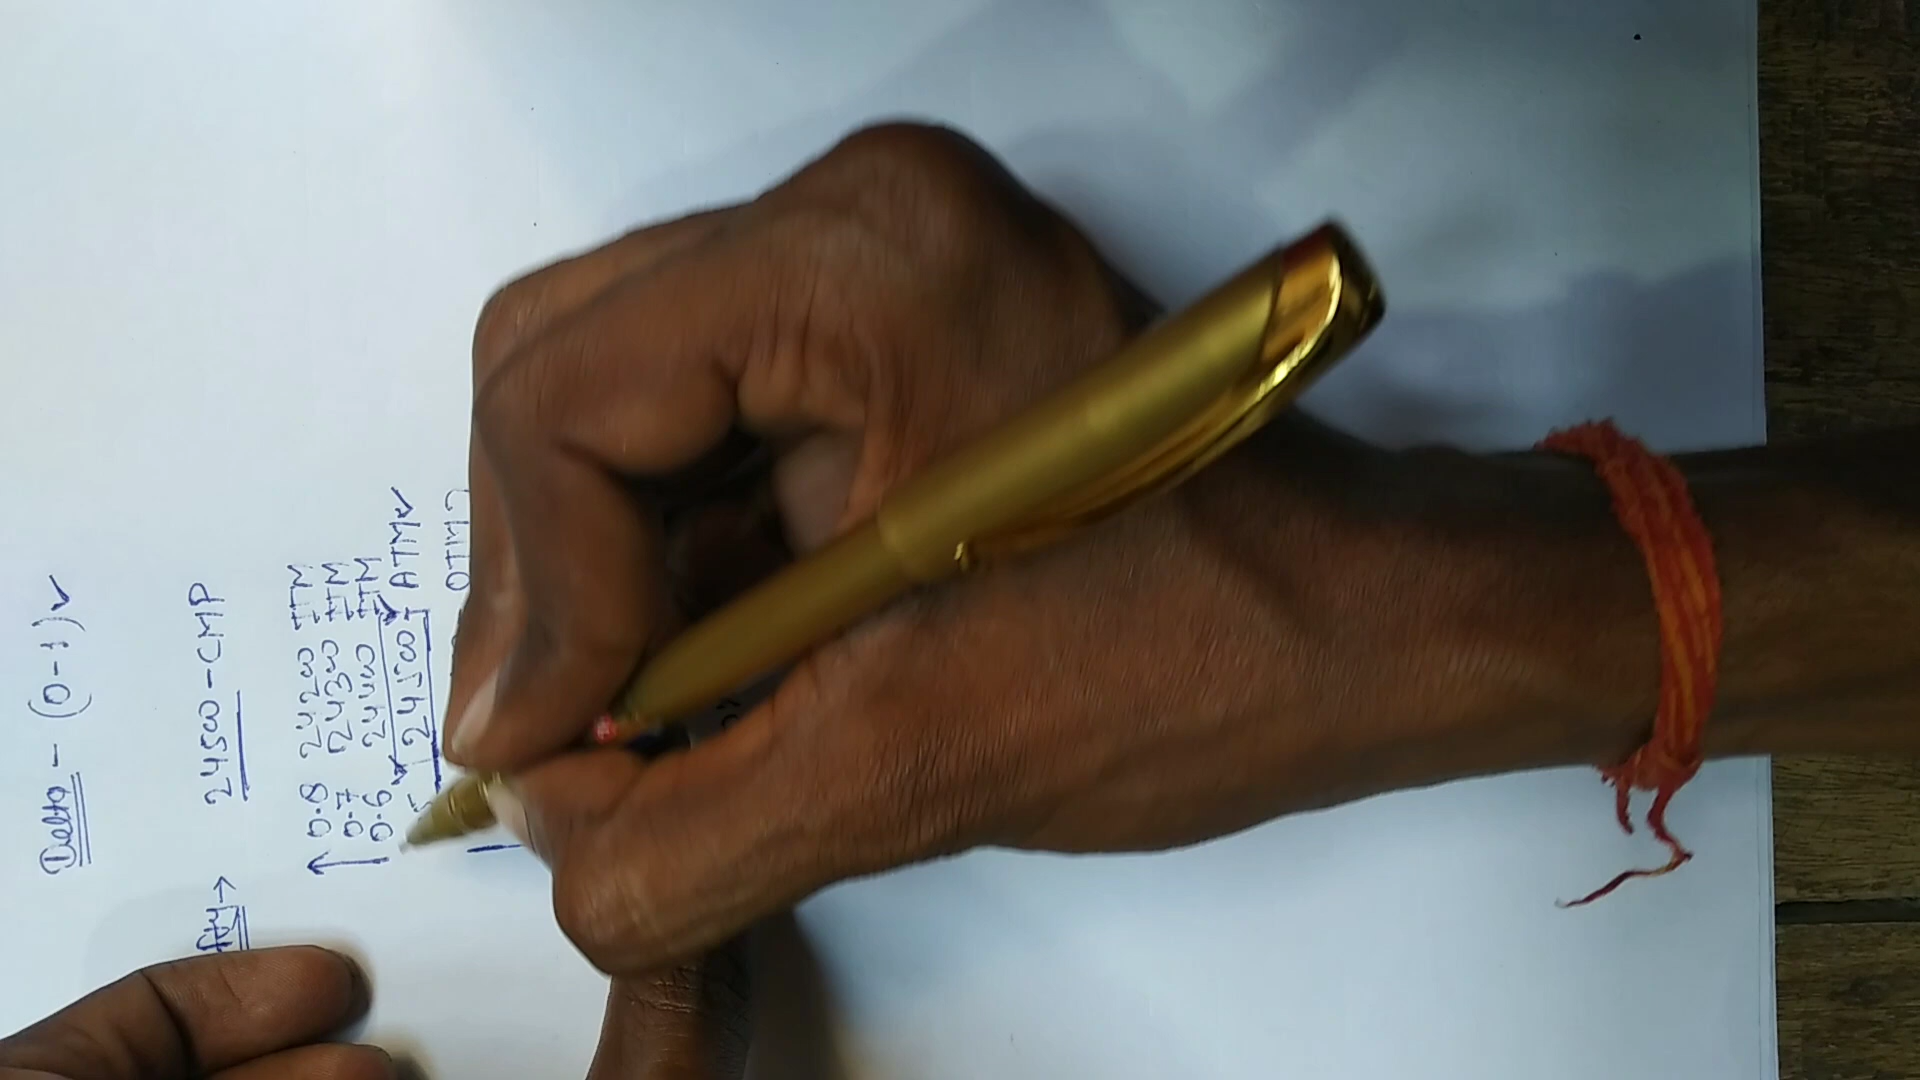 Delta - (0-1)✓
fty → 24500 - CMP
↑ 0.8 24200 ITM
0.7 24300 ITM
0.6 24400 ITM
5 24500 ATM✓
OTM